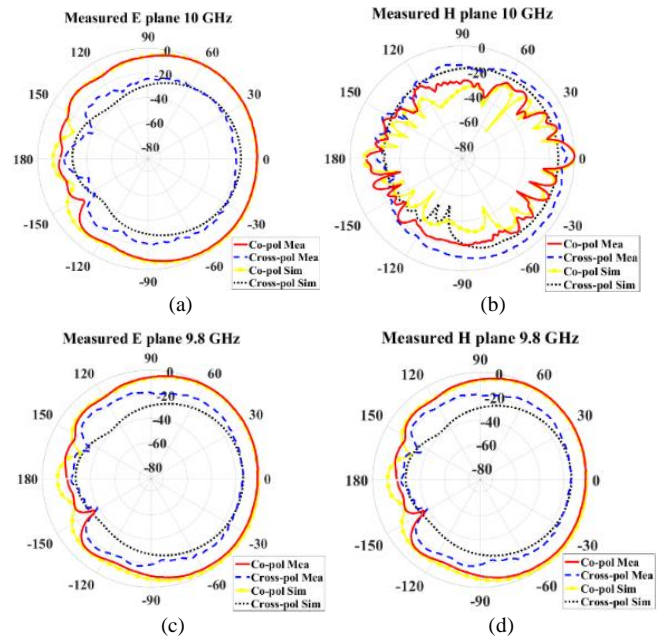 Measured E plane 10 GHz
90
120
60
150
30
180
0
-150
-30
-120
-60
-90
0
-20
-40
-60
-80
Co-pol Mea
Cross-pol Mea
Co-pol Sim
Cross-pol Sim
(a)
Measured H plane 10 GHz
90
120
60
150
30
180
0
-150
-30
-120
-60
-90
0
-20
-40
-60
-80
Co-pol Mea
Cross-pol Mea
Co-pol Sim
Cross-pol Sim
(b)
Measured E plane 9.8 GHz
90
120
60
150
30
180
0
-150
-30
-120
-60
-90
0
-20
-40
-60
-80
Co-pol Mea
Cross-pol Mea
Co-pol Sim
Cross-pol Sim
(c)
Measured H plane 9.8 GHz
90
120
60
150
30
180
0
-150
-30
-120
-60
-90
0
-20
-40
-60
-80
Co-pol Mea
Cross-pol Mea
Co-pol Sim
Cross-pol Sim
(d)